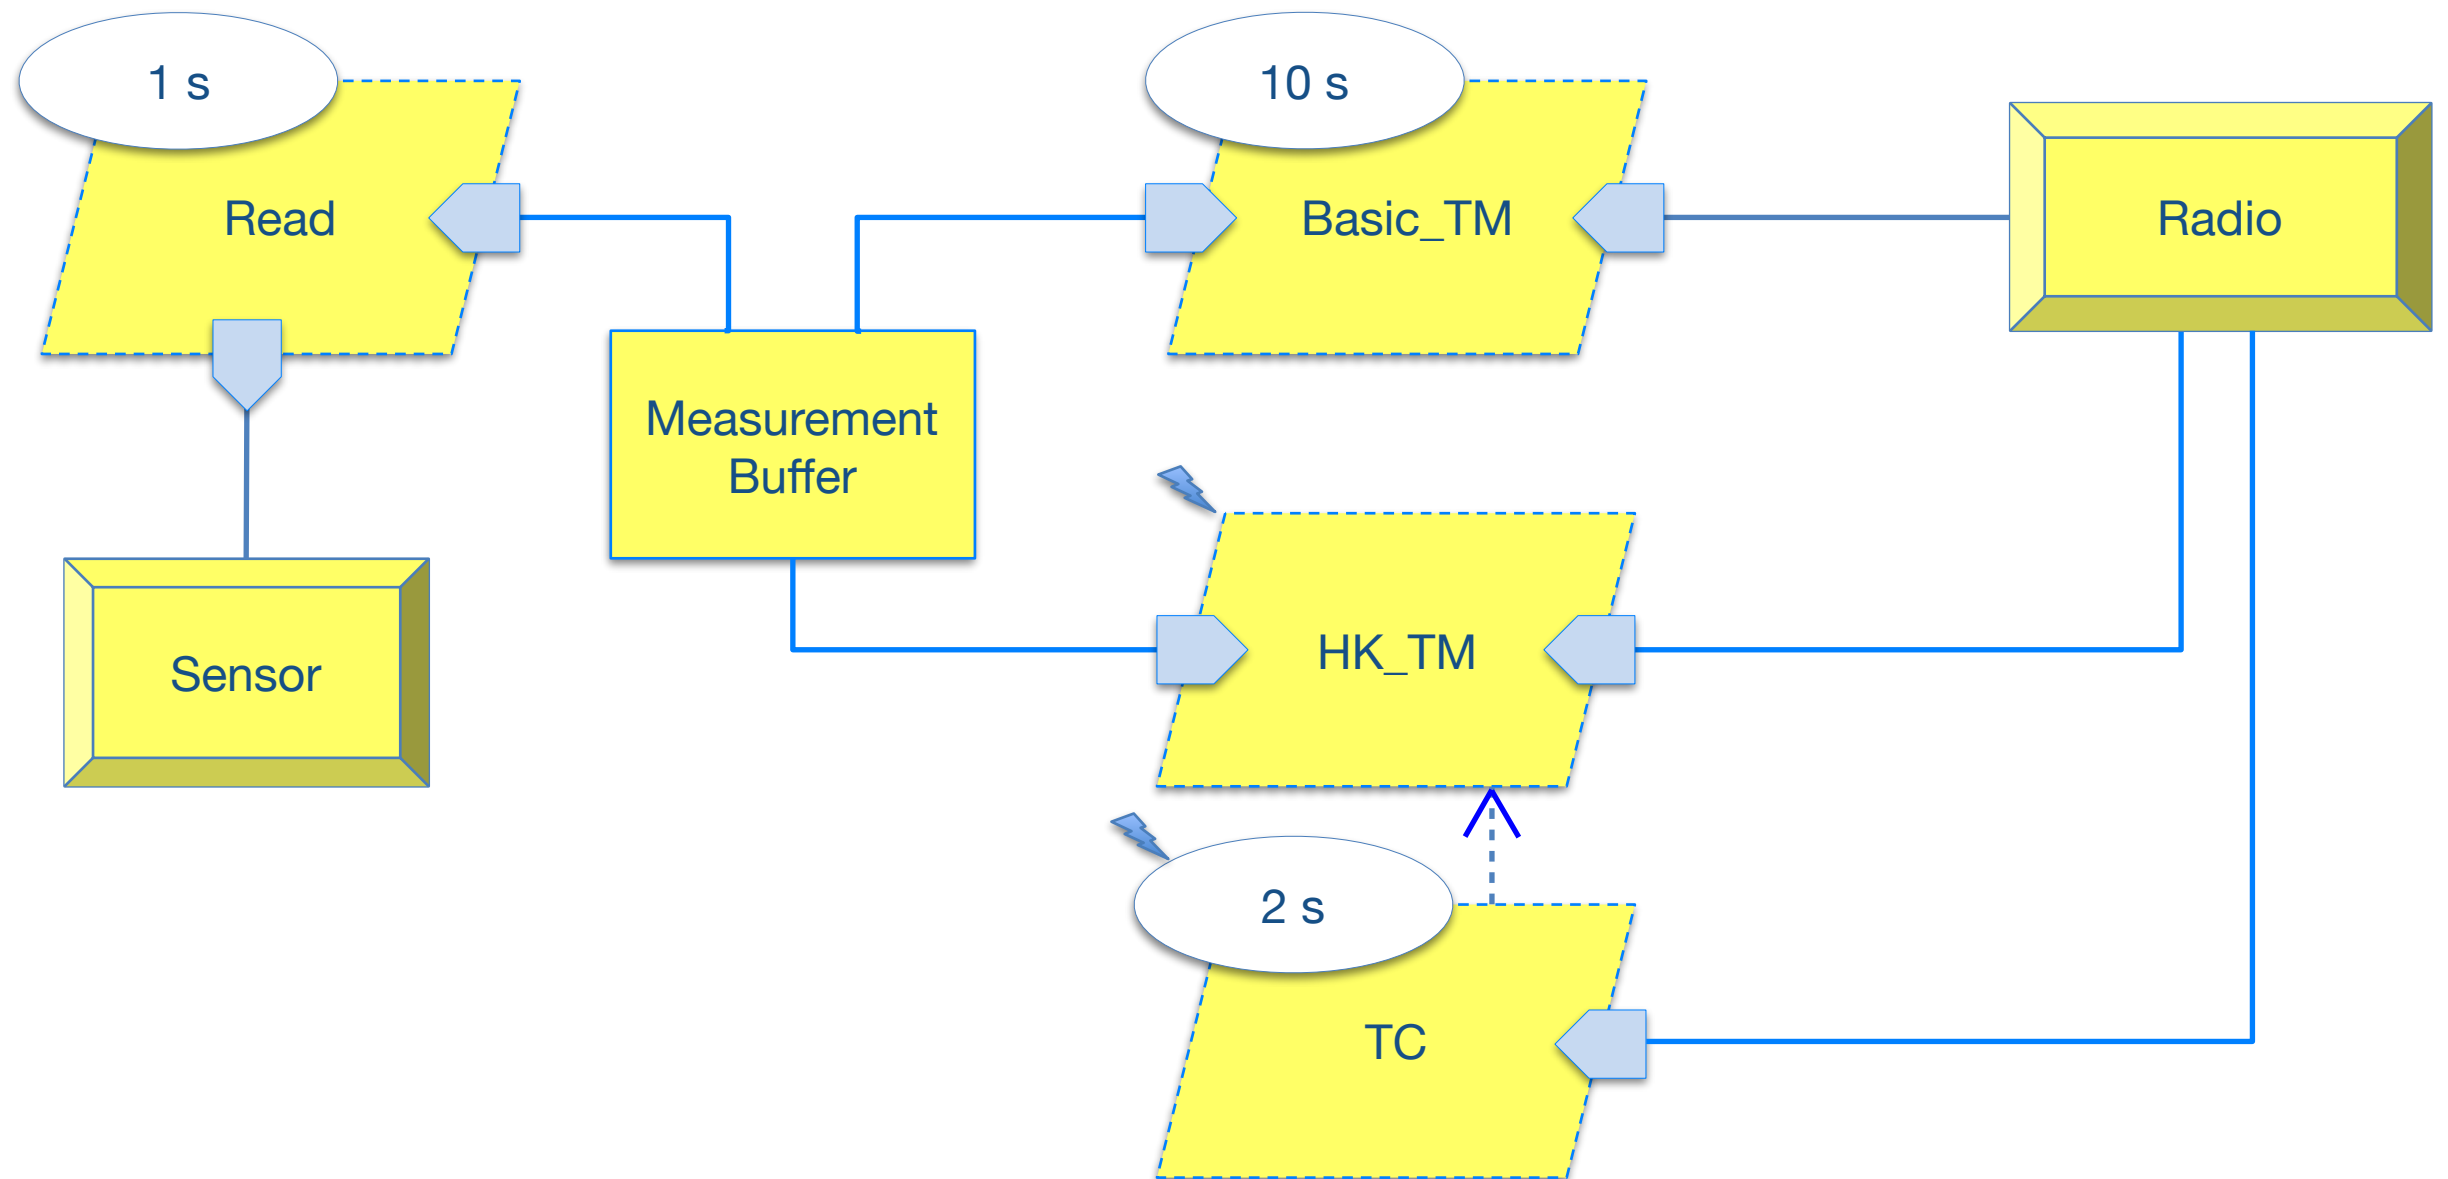 1 s
10 s
Read
Basic_TM
Radio
Measurement
Buffer
HK_TM
Sensor
2 s
TC